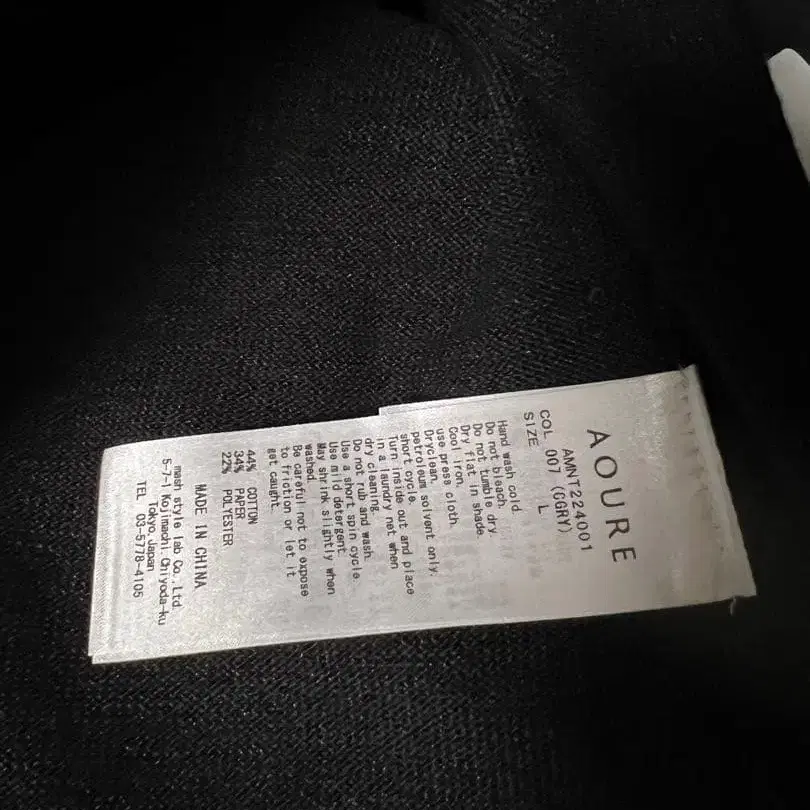 AOURE
AMNT224001
COL 007 (CGRY)
SIZE L
Hand wash cold.
Do not bleach.
Do not tumble dry
Dry flat in shade.
Cool iron.
use press cloth.
Dryclean,
petroleum solvent only.
short cycle.
Turn inside out and place
in a laundry net when
dry cleaning.
Do not rub and wash.
Use a short spin cycle.
Use mild detergent.
May shrink slightly when
washed.
Be careful not to expose
to friction or let it
get caught.
44% COTTON
34% PAPER
22% POLYESTER
MADE IN CHINA
mash style lab Co., Ltd.
5-7-1 Kojimachi, Chiyoda-ku
Tokyo, Japan
TEL 03-5778-4105